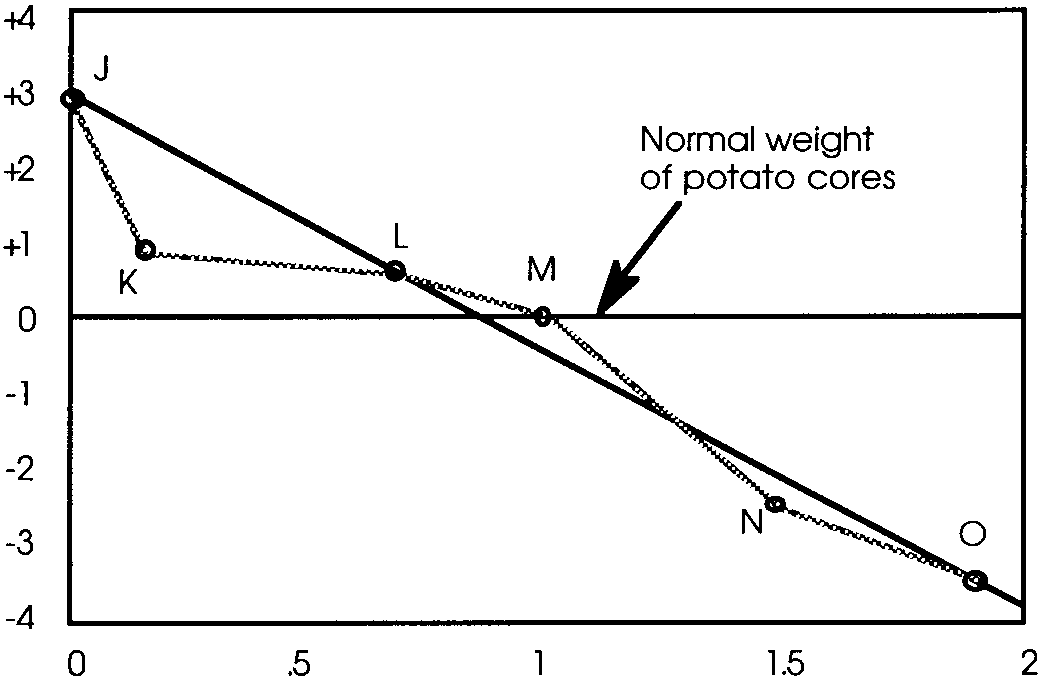 +4
J
+3
Normal weight
+2
of potato cores
+1
L
M
K
0
-1
-2
N
O
-3
-4
0 .5 1 1.5 2